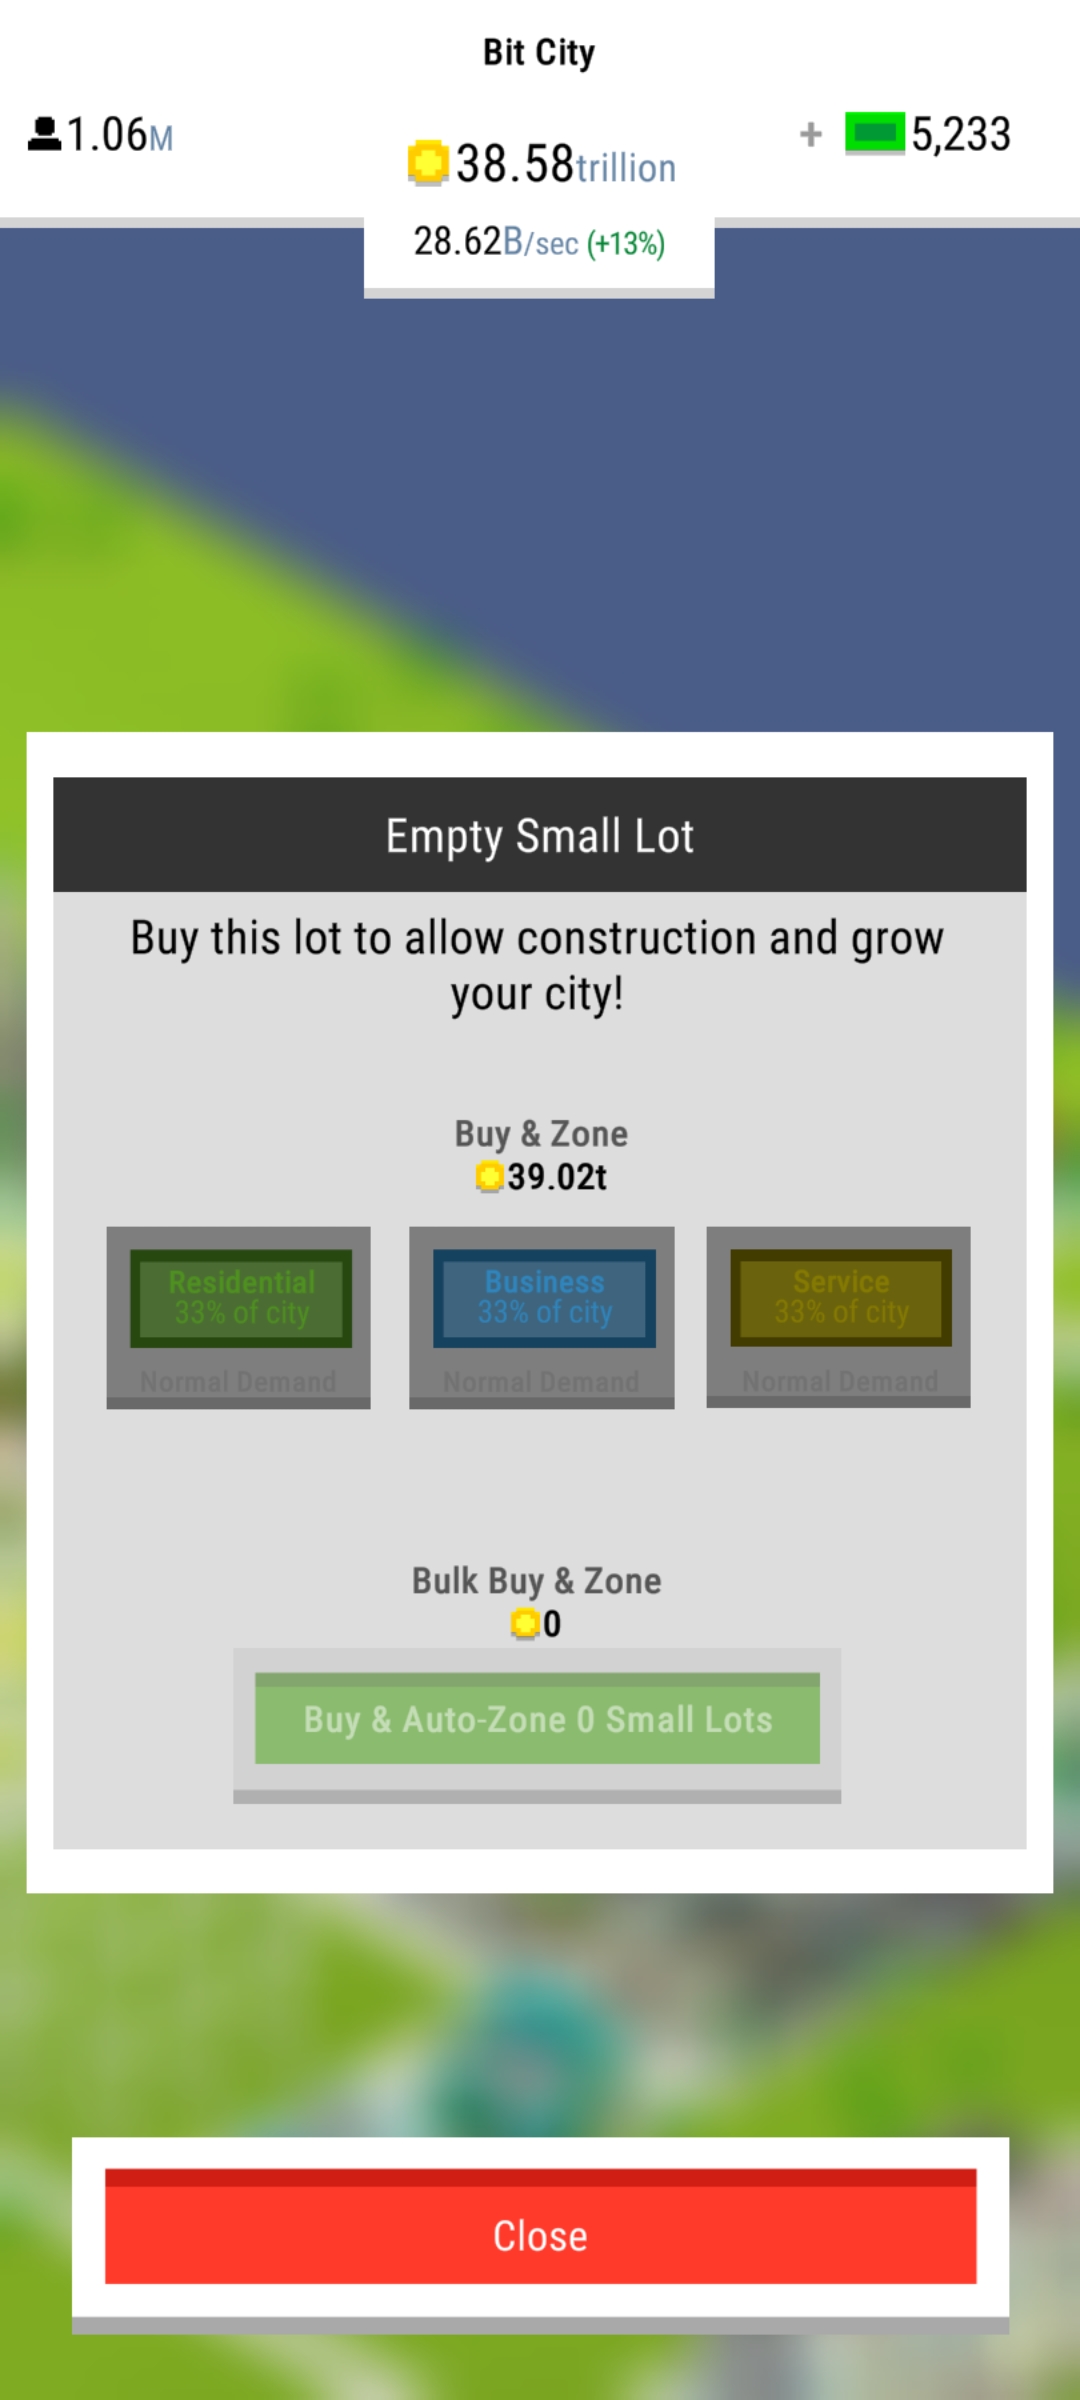 Bit City
1.06M
38.58trillion
+ 5,233
28.62B/sec (+13%)
Empty Small Lot
Buy this lot to allow construction and grow
your city!
Buy & Zone
39.02t
Residential
33% of city
Normal Demand
Business
33% of city
Normal Demand
Service
33% of city
Normal Demand
Bulk Buy & Zone
0
Buy & Auto-Zone 0 Small Lots
Close